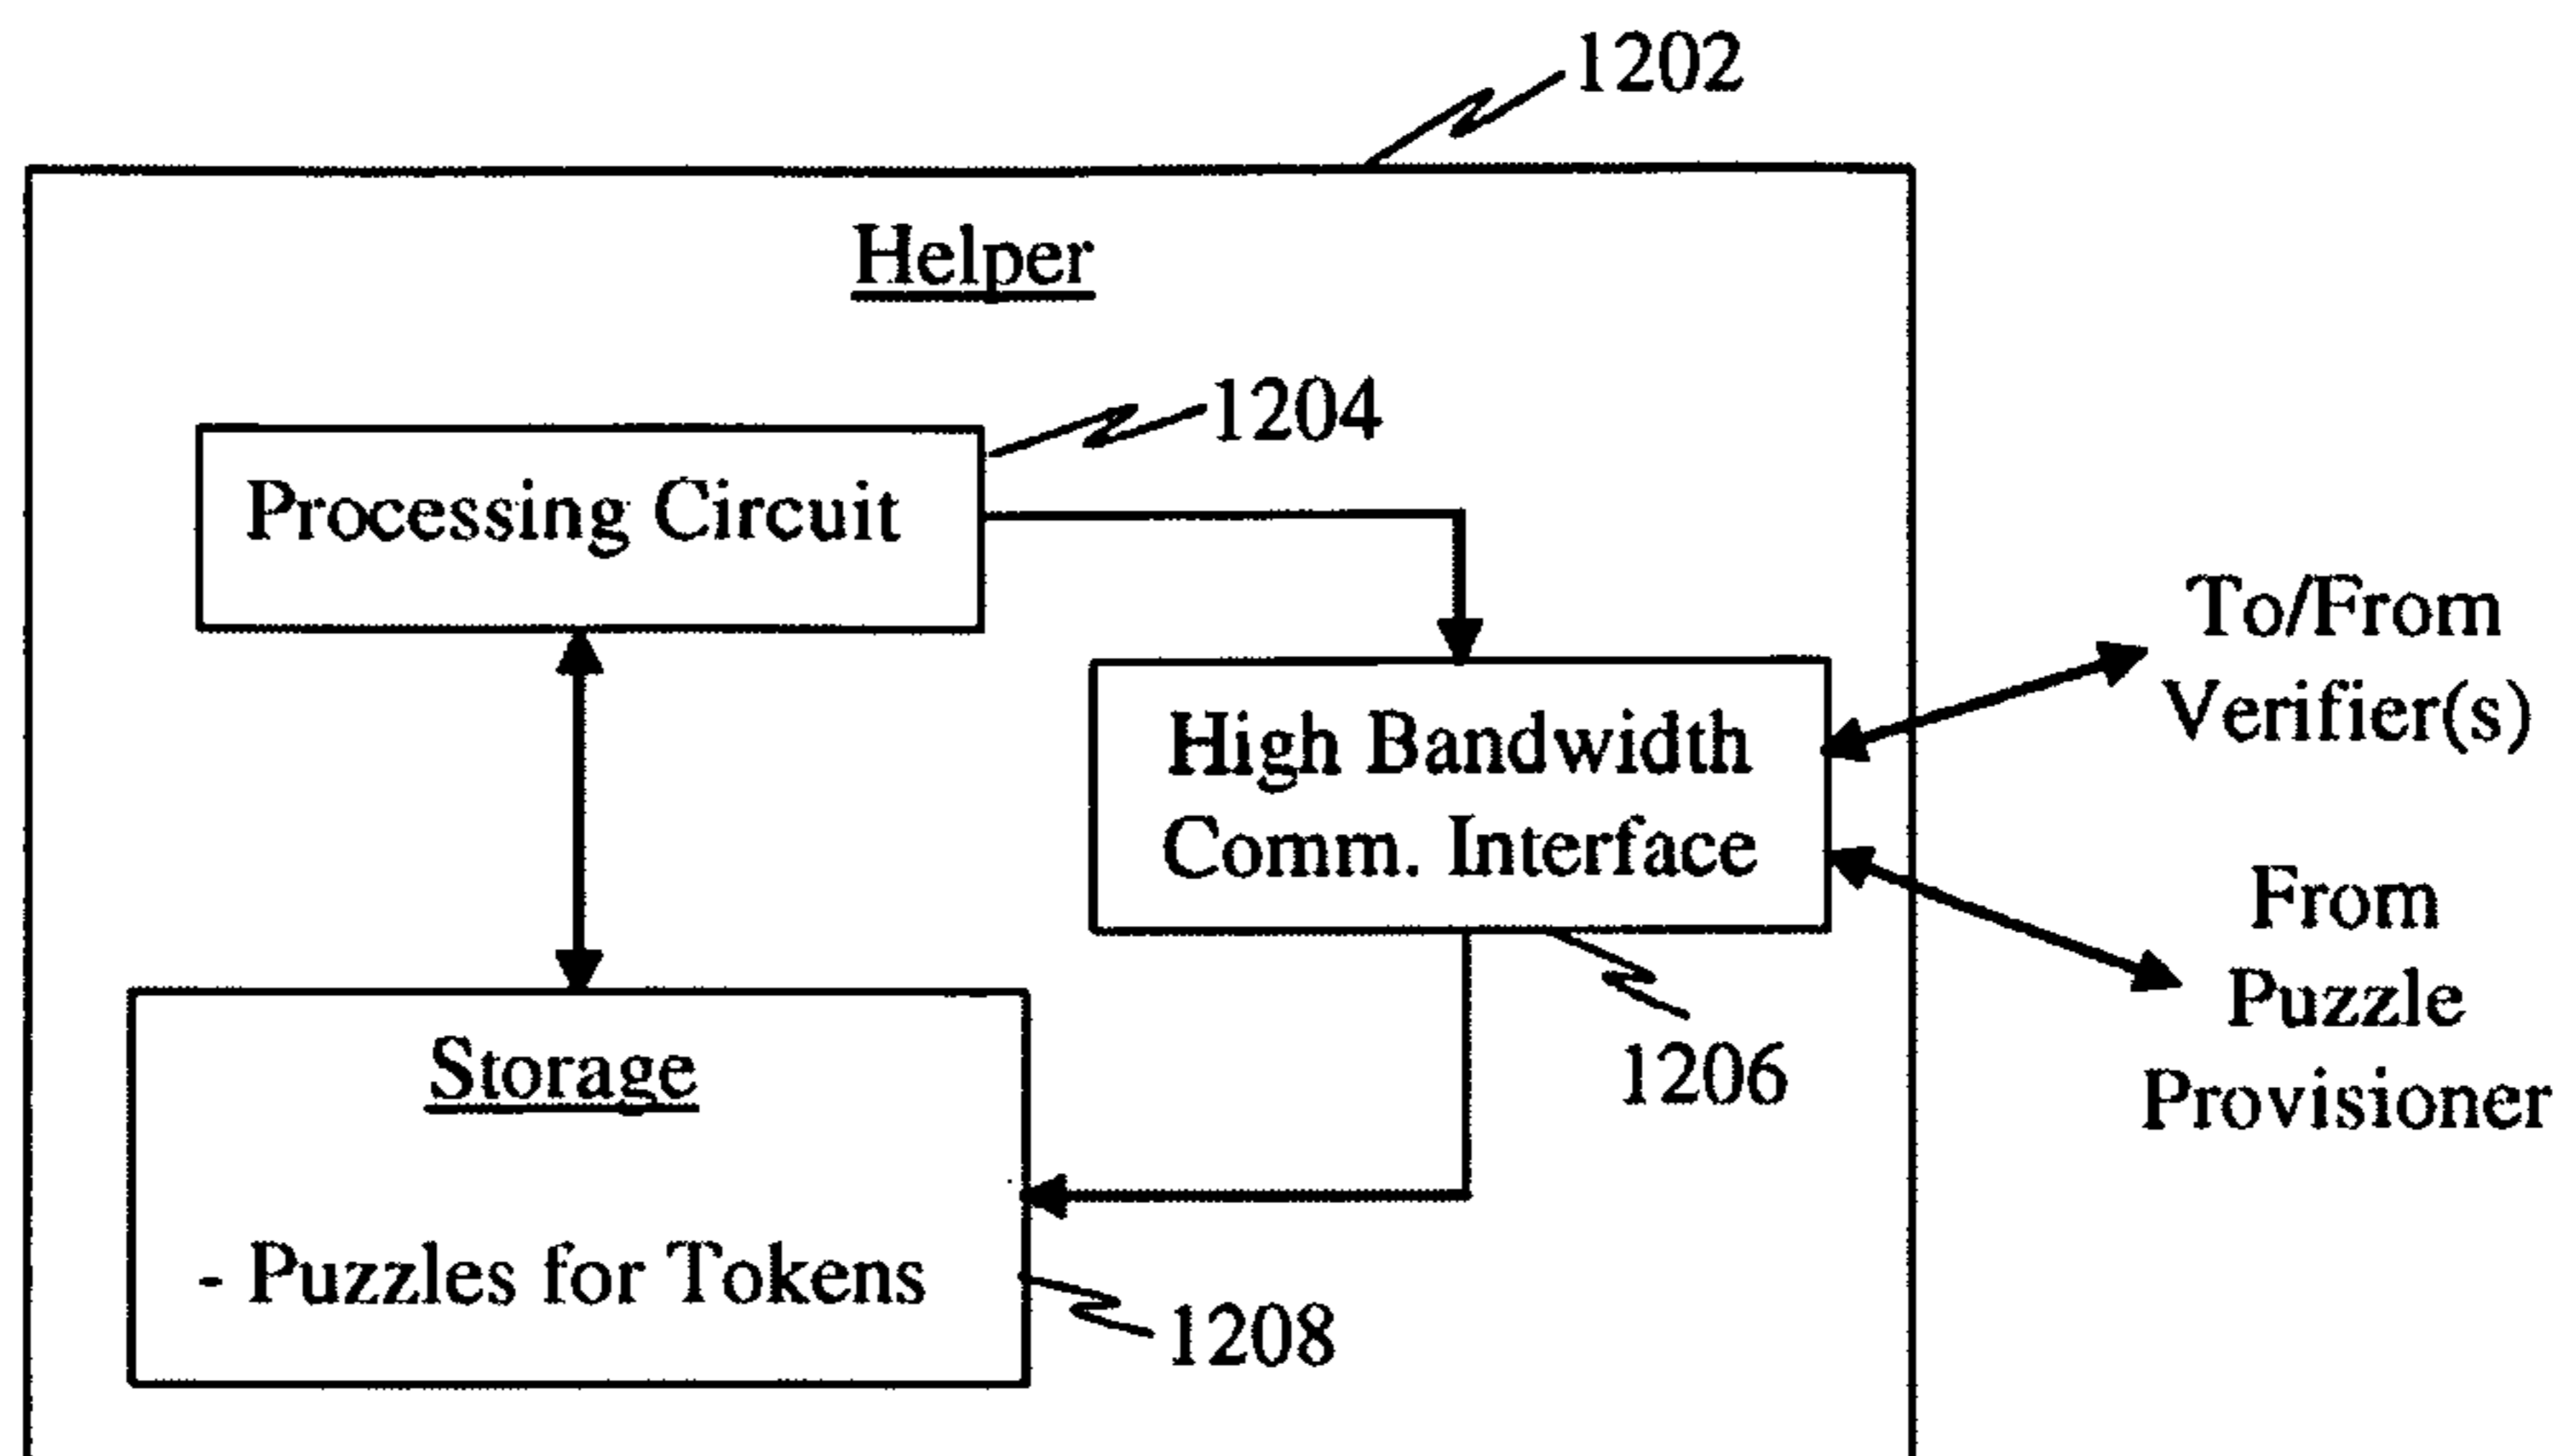 1202
Helper
1204
Processing Circuit
To/From
Verifier(s)
High Bandwidth
Comm. Interface
From
Puzzle
Provisioner
1206
Storage
- Puzzles for Tokens
1208